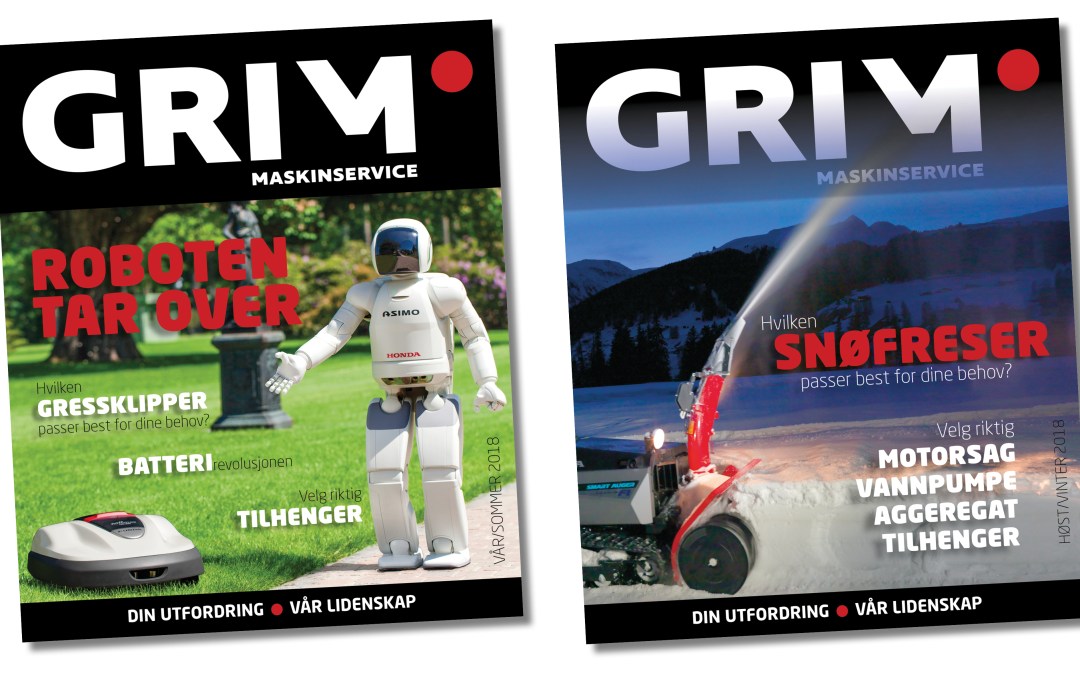 GRIM
MASKINSERVICE
ROBOTEN
TAR OVER
ASIMO
HONDA
Hvilken
GRESSKLIPPER
passer best for dine behov?
BATTERIrevolusjonen
Velg riktig
TILHENGER
VÅR/SOMMER 2018
DIN UTFORDRING VÅR LIDENSKAP
GRIM
MASKINSERVICE
Hvilken
SNØFRESER
passer best for dine behov?
Velg riktig
MOTORSAG
VANNPUMPE
AGGEREGAT
TILHENGER
HØST/VINTER 2018
SMART AUGER
DIN UTFORDRING VÅR LIDENSKAP